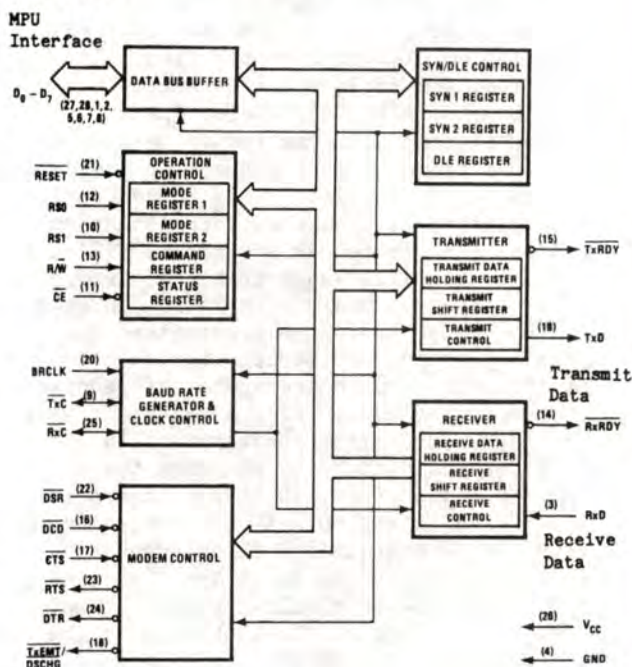 MPU
Interface
DATA BUS BUFFER
D0 – D7
(27,28,1,2,
5,6,7,8)
SYN/DLE CONTROL
SYN 1 REGISTER
SYN 2 REGISTER
DLE REGISTER
RESET
(21)
RS0
(12)
RS1
(10)
R/W
(13)
CE
(11)
OPERATION
CONTROL
MODE
REGISTER 1
MODE
REGISTER 2
COMMAND
REGISTER
STATUS
REGISTER
TRANSMITTER
TRANSMIT DATA
HOLDING REGISTER
TRANSMIT
SHIFT REGISTER
TRANSMIT
CONTROL
(15)
TxRDY
(19)
TxD
Transmit
Data
BRCLK
(20)
TxC
(9)
RxC
(25)
BAUD RATE
GENERATOR &
CLOCK CONTROL
RECEIVER
RECEIVE DATA
HOLDING REGISTER
RECEIVE
SHIFT REGISTER
RECEIVE
CONTROL
(14)
RxRDY
(3)
RxD
Receive
Data
DSR
(22)
DCD
(16)
CTS
(17)
RTS
(23)
DTR
(24)
TxEMT/
DSCHG
(18)
MODEM CONTROL
(26)
VCC
(4)
GND